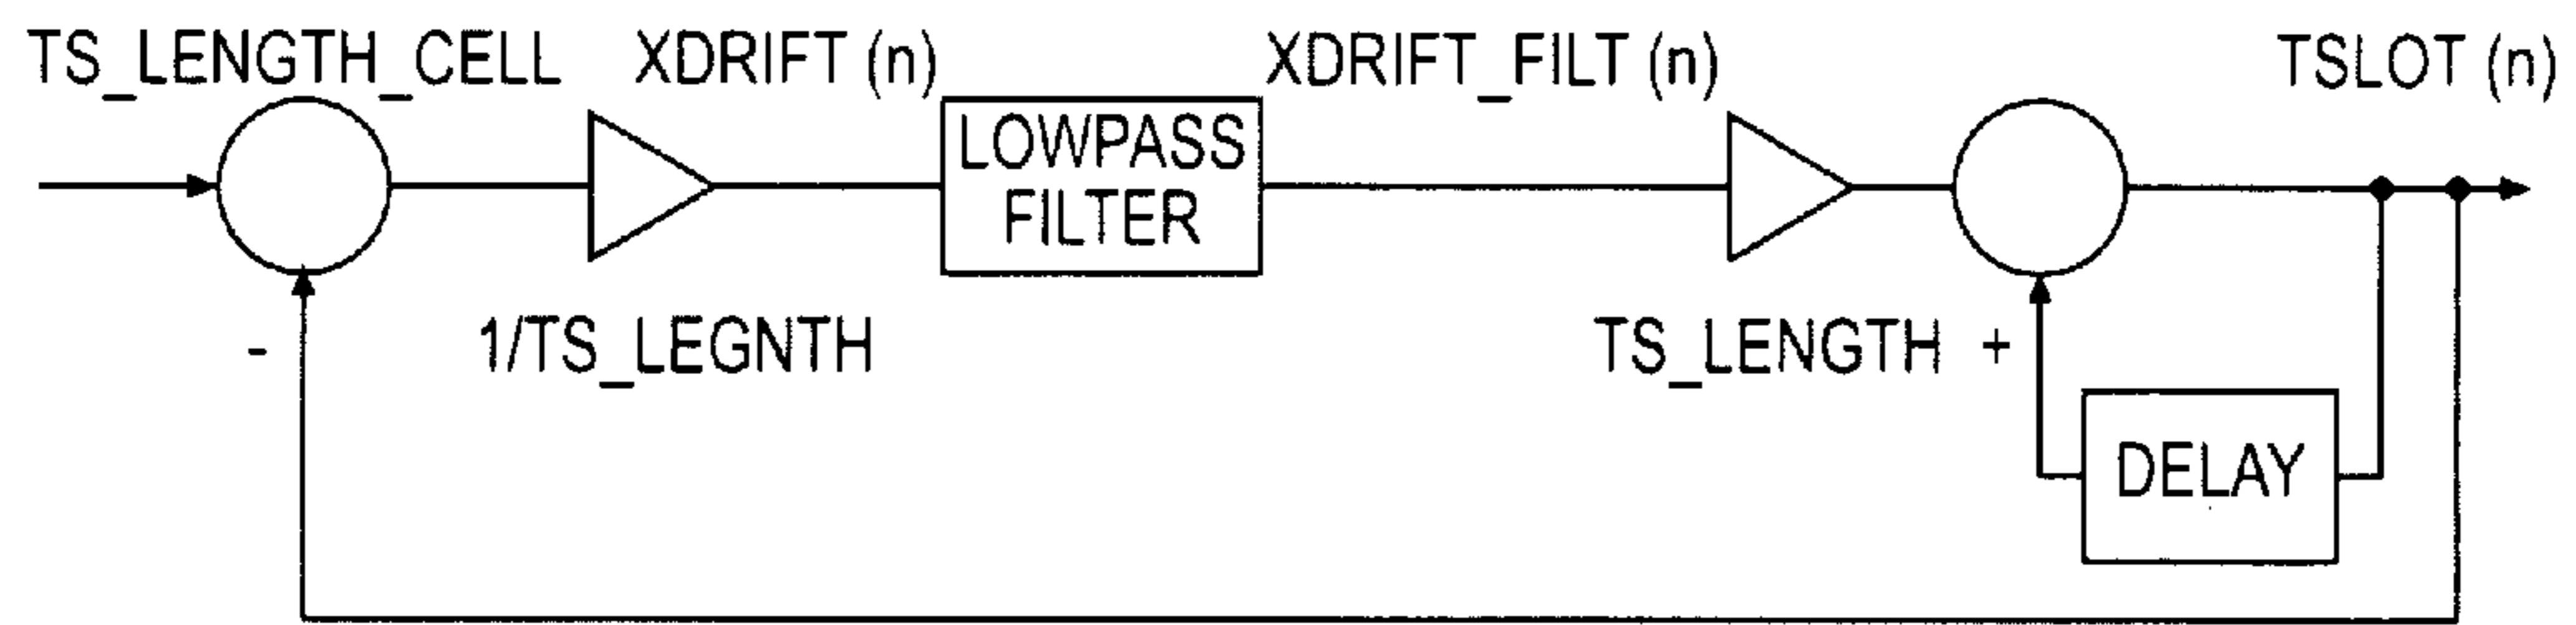 TS_LENGTH_CELL
XDRIFT (n)
XDRIFT_FILT (n)
TSLOT (n)
LOWPASS
FILTER
-
1/TS_LEGNTH
TS_LENGTH
+
DELAY